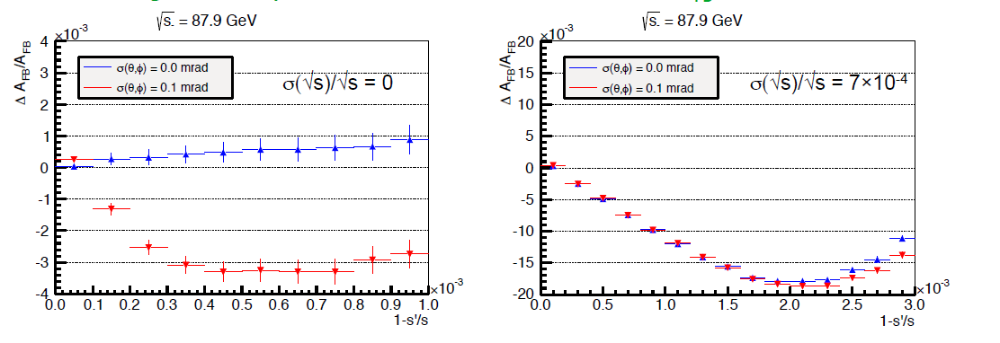 √s = 87.9 GeV
×10⁻³
Δ A_FB/A_FB
4
3
2
1
0
-1
-2
-3
-4
σ(θ,ϕ) = 0.0 mrad
σ(θ,ϕ) = 0.1 mrad
σ(√s)/√s = 0
0.0 0.1 0.2 0.3 0.4 0.5 0.6 0.7 0.8 0.9 1.0
×10⁻³
1-s'/s
√s = 87.9 GeV
×10⁻³
Δ A_FB/A_FB
20
15
10
5
0
-5
-10
-15
-20
σ(θ,ϕ) = 0.0 mrad
σ(θ,ϕ) = 0.1 mrad
σ(√s)/√s = 7×10⁻⁴
0.0 0.5 1.0 1.5 2.0 2.5 3.0
×10⁻³
1-s'/s